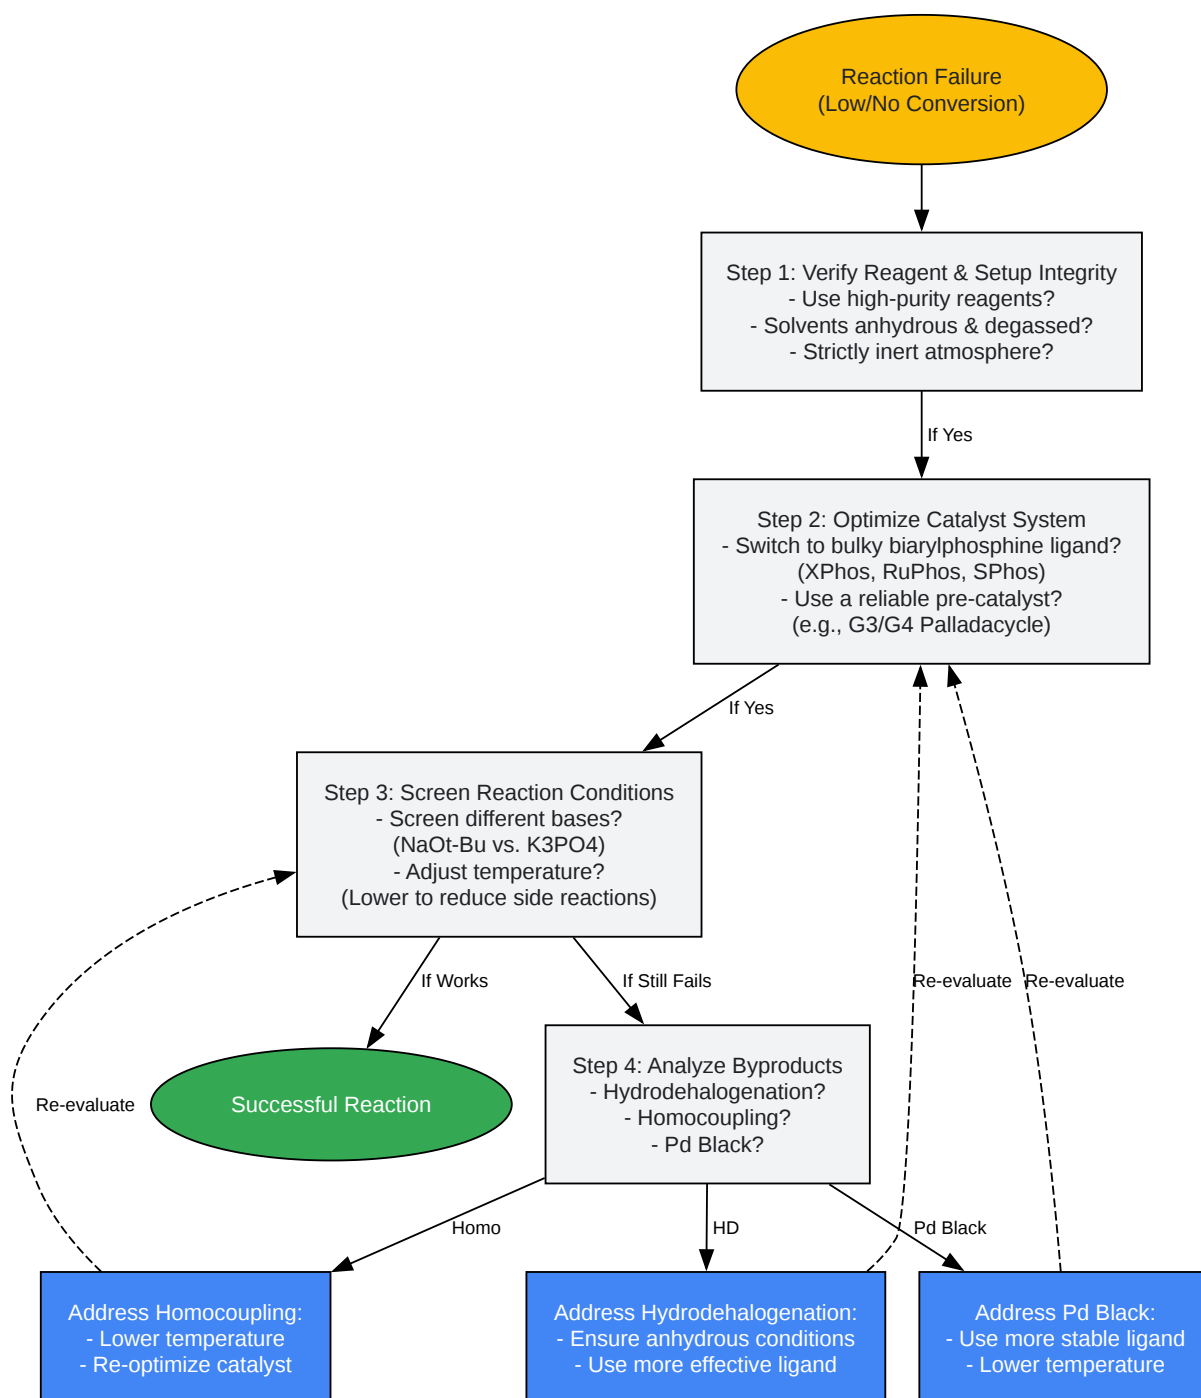 Reaction Failure
(Low/No Conversion)
Step 1: Verify Reagent & Setup Integrity
- Use high-purity reagents?
- Solvents anhydrous & degassed?
- Strictly inert atmosphere?
If Yes
Step 2: Optimize Catalyst System
- Switch to bulky biarylphosphine ligand?
(XPhos, RuPhos, SPhos)
- Use a reliable pre-catalyst?
(e.g., G3/G4 Palladacycle)
If Yes
Step 3: Screen Reaction Conditions
- Screen different bases?
(NaOt-Bu vs. K3PO4)
- Adjust temperature?
(Lower to reduce side reactions)
If Works
If Still Fails
Re-evaluate
Re-evaluate
Successful Reaction
Re-evaluate
Step 4: Analyze Byproducts
- Hydrodehalogenation?
- Homocoupling?
- Pd Black?
Homo
HD
Pd Black
Address Homocoupling:
- Lower temperature
- Re-optimize catalyst
Address Hydrodehalogenation:
- Ensure anhydrous conditions
- Use more effective ligand
Address Pd Black:
- Use more stable ligand
- Lower temperature